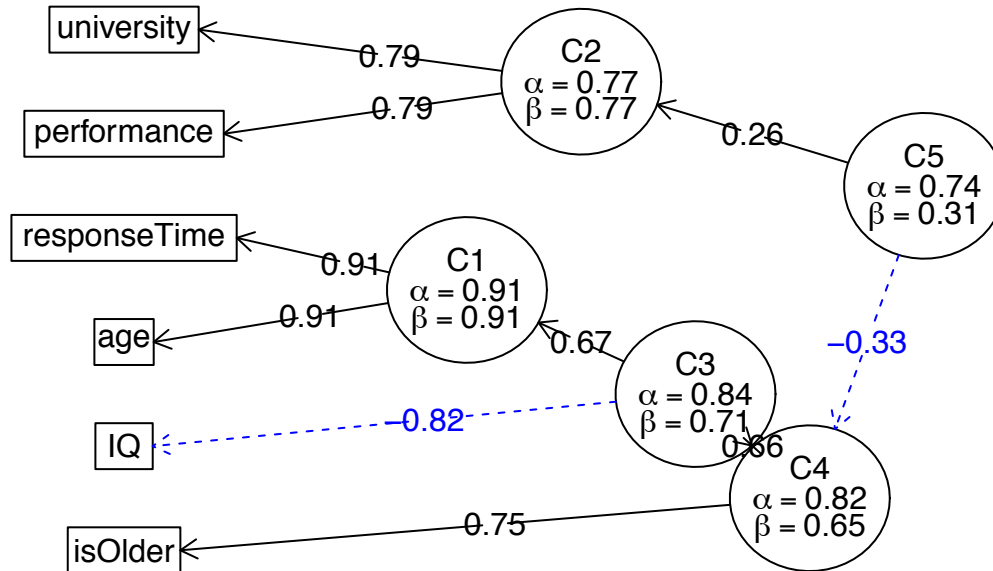 university
0.79
C2
α = 0.77
β = 0.77
performance
0.79
0.26
C5
α = 0.74
β = 0.31
responseTime
0.91
C1
α = 0.91
β = 0.91
age
0.91
0.67
−0.33
C3
α = 0.84
β = 0.71
IQ
−0.82
0.66
C4
α = 0.82
β = 0.65
isOlder
0.75